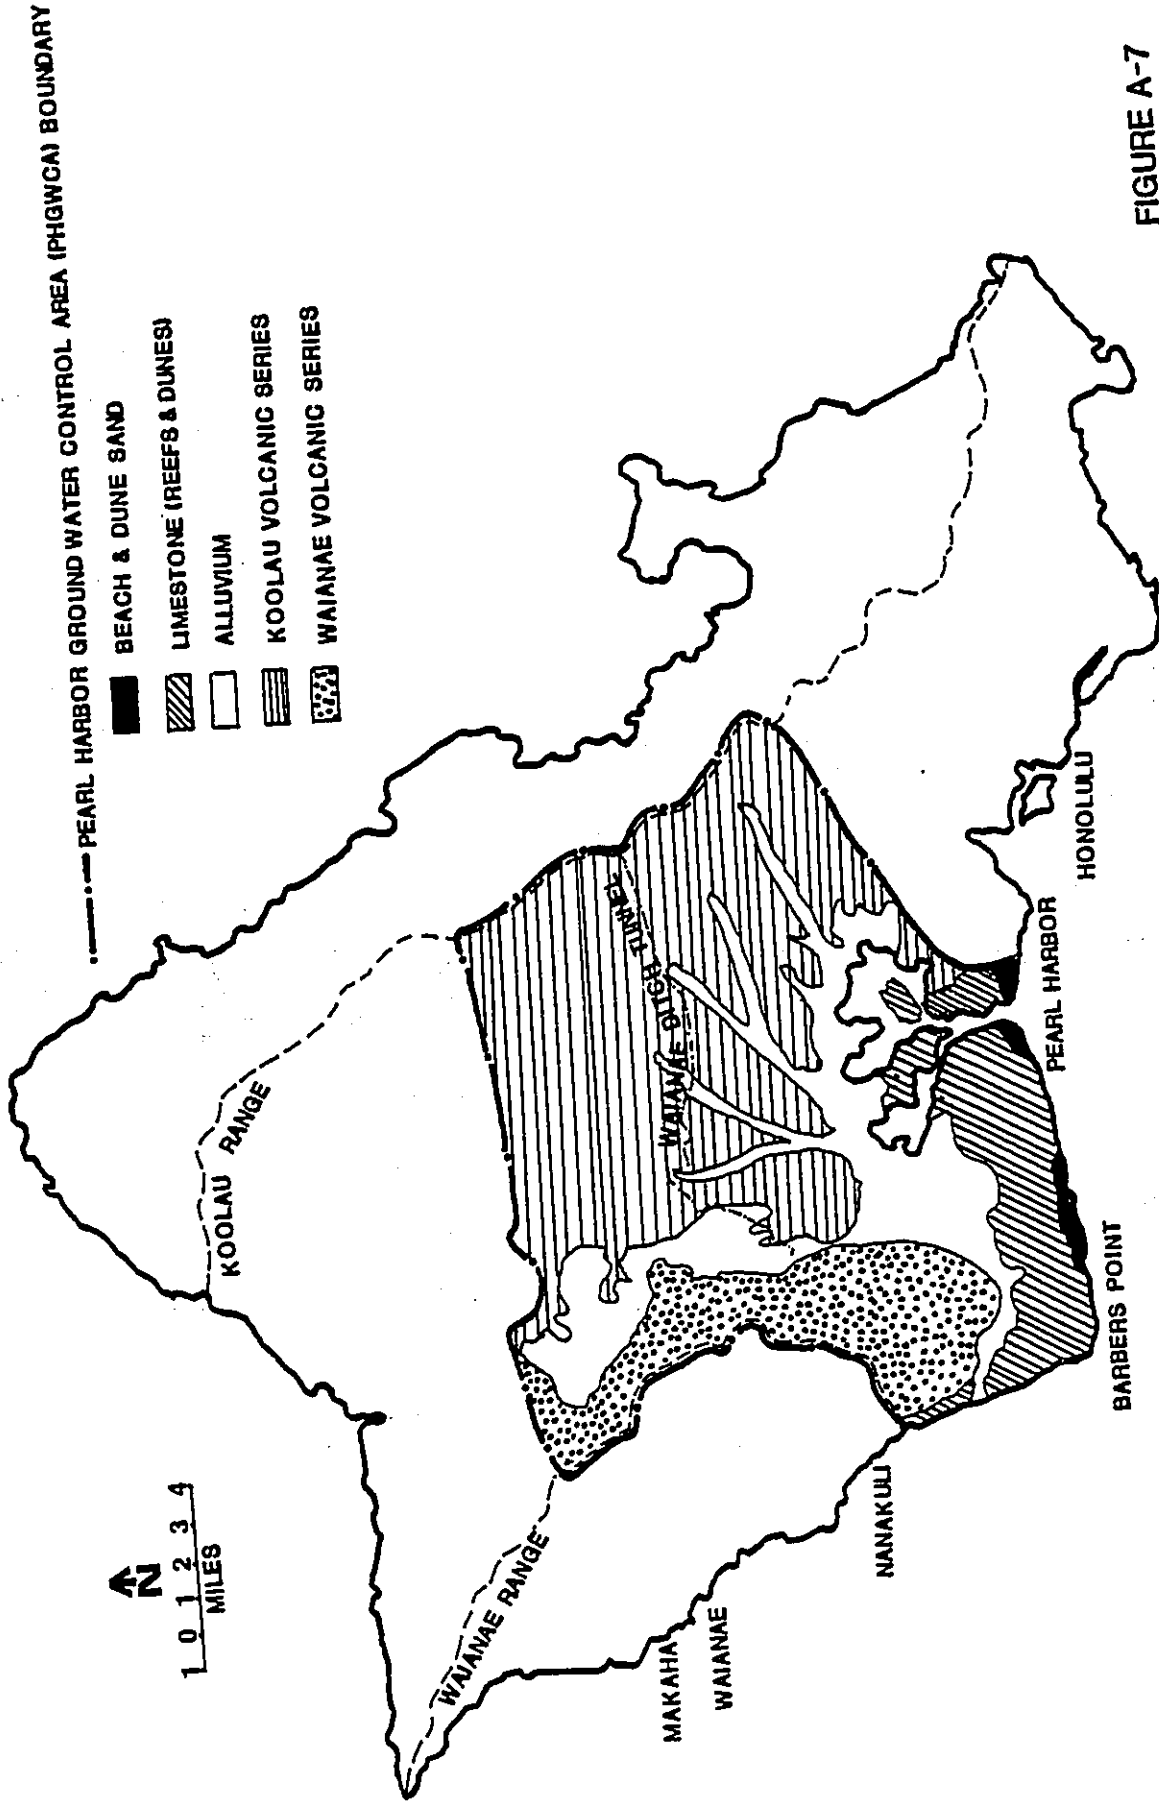 PEARL HARBOR GROUND WATER CONTROL AREA (PHGWCA) BOUNDARY
BEACH & DUNE SAND
LIMESTONE (REEFS & DUNES)
ALLUVIUM
KOOLAU VOLCANIC SERIES
WAIANAE VOLCANIC SERIES
N
1 0 1 2 3 4
MILES
KOOLAU RANGE
WAIANAE RANGE
WAIANAE DITCH TUNNEL
MAKAHA
WAIANAE
NANAKULI
BARBERS POINT
PEARL HARBOR
HONOLULU
FIGURE A-7